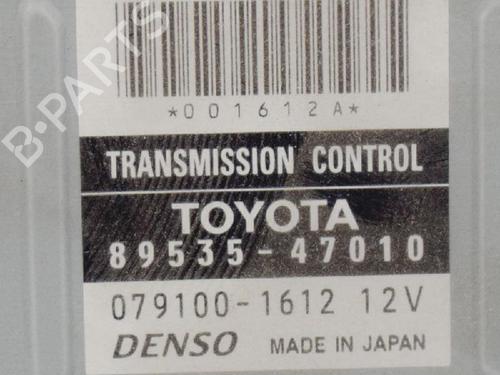 B-PARTS
*001612A*
TRANSMISSION CONTROL
TOYOTA
89535-47010
079100-1612 12V
DENSO MADE IN JAPAN